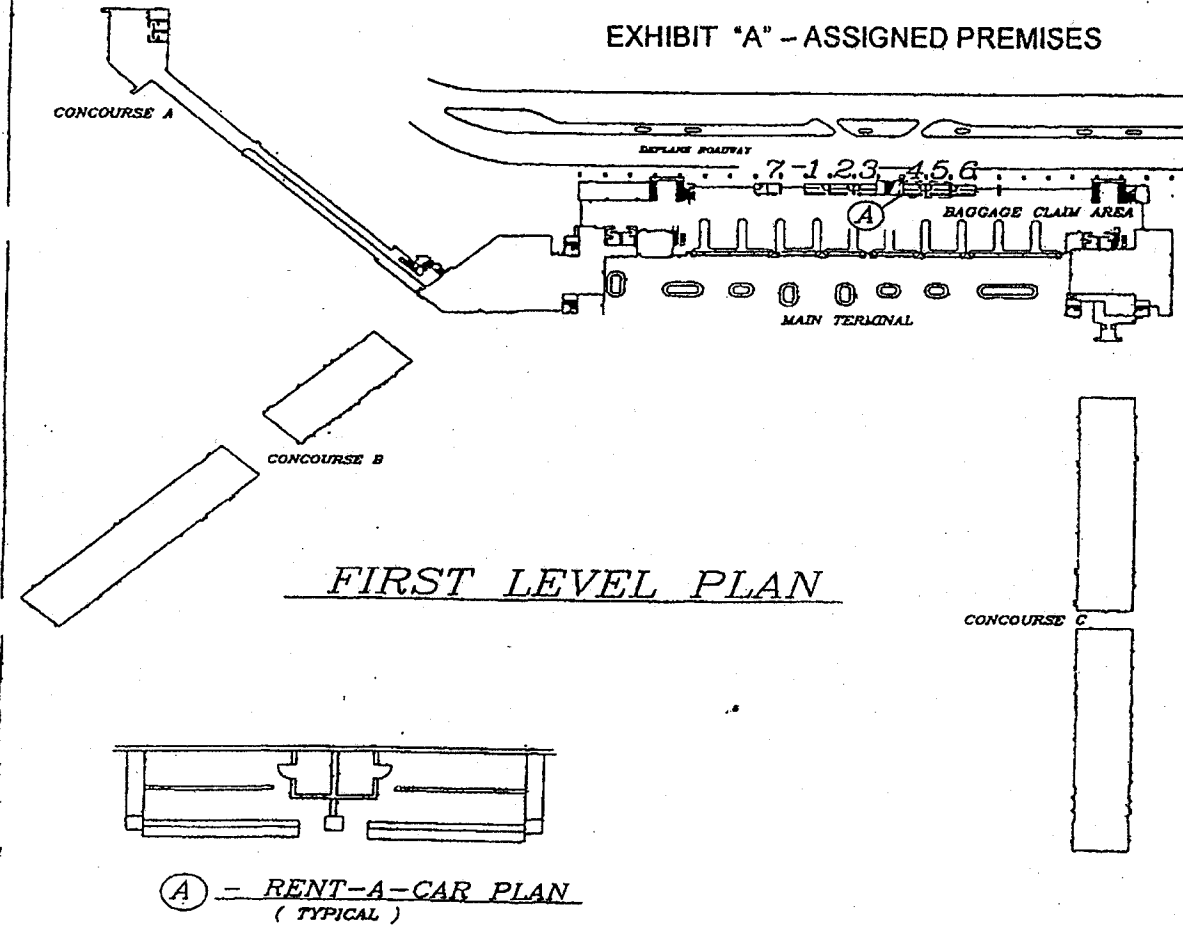 EXHIBIT "A" – ASSIGNED PREMISES
CONCOURSE A
DEPLANE ROADWAY
7-1.2.3 4.5.6
A
BAGGAGE CLAIM AREA
MAIN TERMINAL
CONCOURSE B
FIRST LEVEL PLAN
CONCOURSE C
A - RENT-A-CAR PLAN
( TYPICAL )